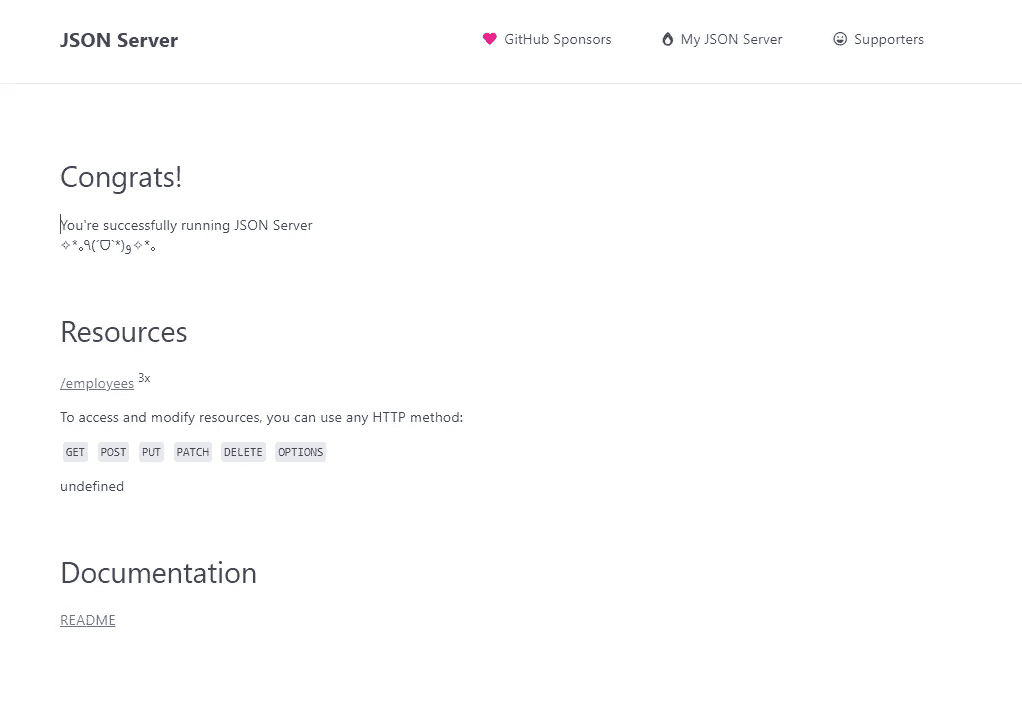 JSON Server
GitHub Sponsors
My JSON Server
Supporters
Congrats!
You're successfully running JSON Server
✧*｡٩(ˊᗜˋ*)و✧*｡
Resources
/employees 3x
To access and modify resources, you can use any HTTP method:
GET POST PUT PATCH DELETE OPTIONS
undefined
Documentation
README